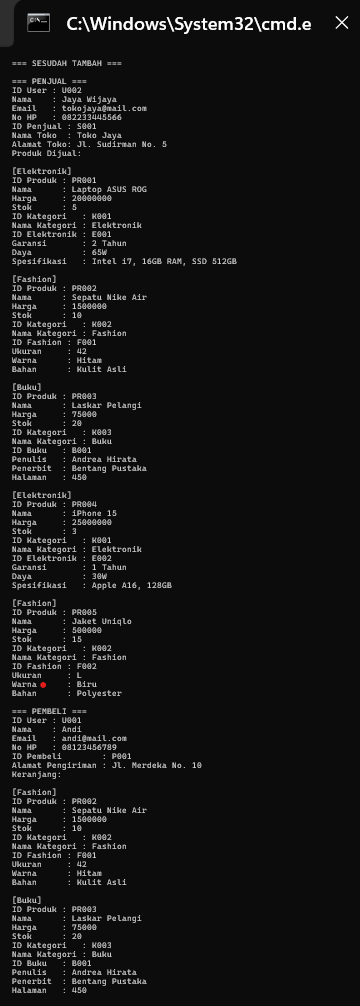 C:\Windows\System32\cmd.e
=== SESUDAH TAMBAH ===
=== PENJUAL ===
ID User : U002
Nama    : Jaya Wijaya
Email   : tokojaya@mail.com
No HP   : 082233445566
ID Penjual : S001
Nama Toko  : Toko Jaya
Alamat Toko: Jl. Sudirman No. 5
Produk Dijual:
[Elektronik]
ID Produk : PR001
Nama      : Laptop ASUS ROG
Harga     : 20000000
Stok      : 5
ID Kategori   : K001
Nama Kategori : Elektronik
ID Elektronik : E001
Garansi       : 2 Tahun
Daya          : 65W
Spesifikasi   : Intel i7, 16GB RAM, SSD 512GB
[Fashion]
ID Produk : PR002
Nama      : Sepatu Nike Air
Harga     : 1500000
Stok      : 10
ID Kategori   : K002
Nama Kategori : Fashion
ID Fashion : F001
Ukuran     : 42
Warna      : Hitam
Bahan      : Kulit Asli
[Buku]
ID Produk : PR003
Nama      : Laskar Pelangi
Harga     : 75000
Stok      : 20
ID Kategori   : K003
Nama Kategori : Buku
ID Buku   : B001
Penulis   : Andrea Hirata
Penerbit  : Bentang Pustaka
Halaman   : 450
[Elektronik]
ID Produk : PR004
Nama      : iPhone 15
Harga     : 25000000
Stok      : 3
ID Kategori   : K001
Nama Kategori : Elektronik
ID Elektronik : E002
Garansi       : 1 Tahun
Daya          : 30W
Spesifikasi   : Apple A16, 128GB
[Fashion]
ID Produk : PR005
Nama      : Jaket Uniqlo
Harga     : 500000
Stok      : 15
ID Kategori   : K002
Nama Kategori : Fashion
ID Fashion : F002
Ukuran     : L
Warna      : Biru
Bahan      : Polyester
=== PEMBELI ===
ID User : U001
Nama    : Andi
Email   : andi@mail.com
No HP   : 08123456789
ID Pembeli        : P001
Alamat Pengiriman : Jl. Merdeka No. 10
Keranjang:
[Fashion]
ID Produk : PR002
Nama      : Sepatu Nike Air
Harga     : 1500000
Stok      : 10
ID Kategori   : K002
Nama Kategori : Fashion
ID Fashion : F001
Ukuran     : 42
Warna      : Hitam
Bahan      : Kulit Asli
[Buku]
ID Produk : PR003
Nama      : Laskar Pelangi
Harga     : 75000
Stok      : 20
ID Kategori   : K003
Nama Kategori : Buku
ID Buku   : B001
Penulis   : Andrea Hirata
Penerbit  : Bentang Pustaka
Halaman   : 450